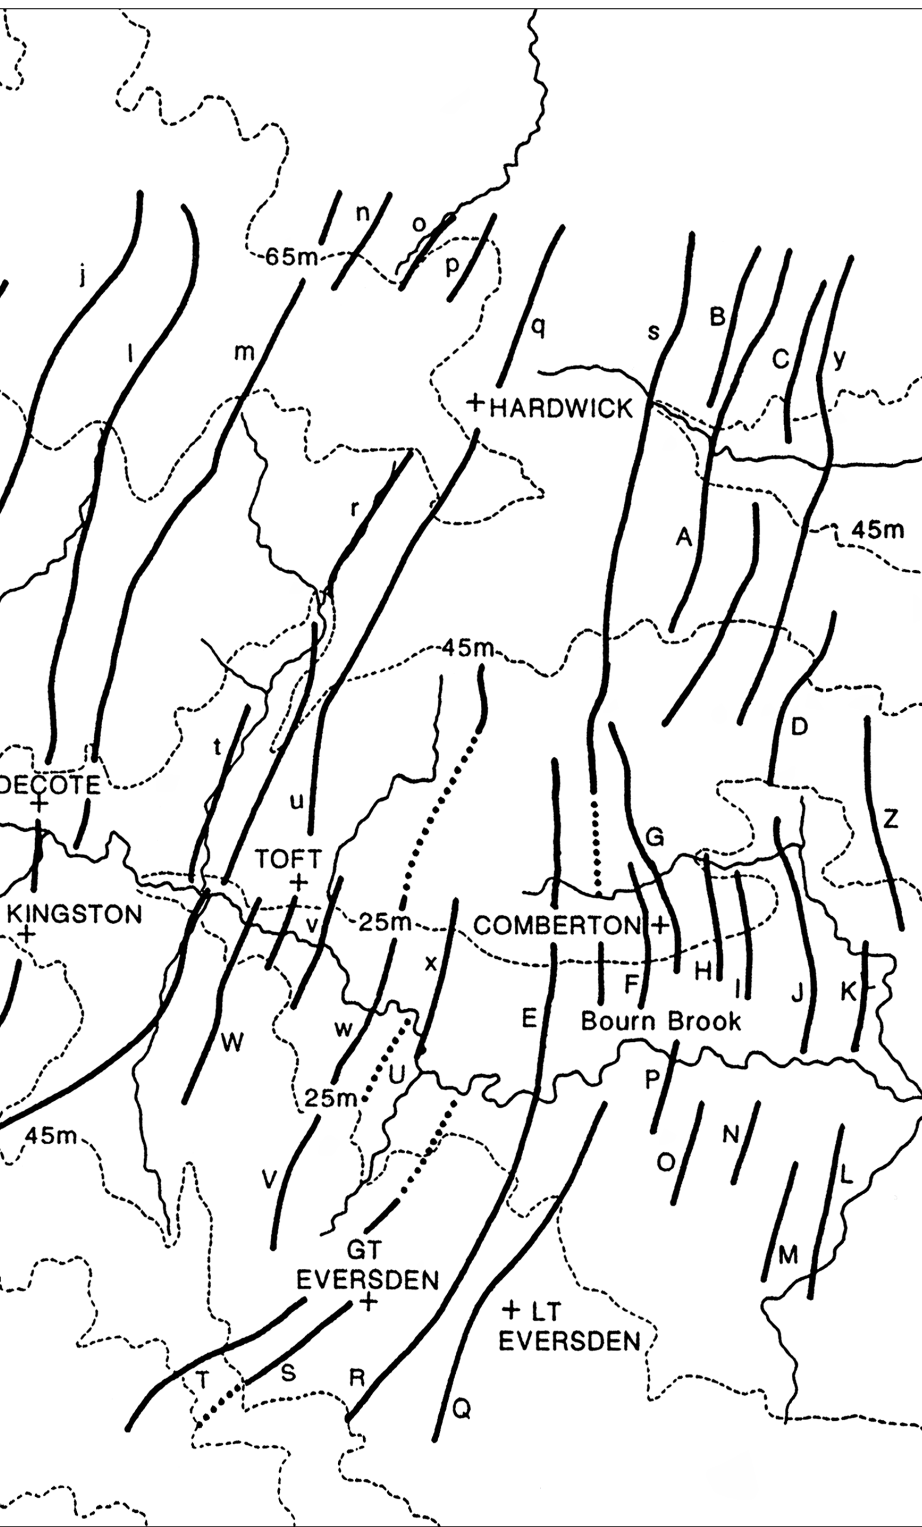 n
o
65m
p
j
B
q
s
l
m
C
y
HARDWICK
r
45m
A
45m
D
t
DECOTE
u
Z
G
TOFT
KINGSTON
v
25m
COMBERTON
x
H
F
I
J
K
E
Bourn Brook
w
W
U
P
25m
45m
N
O
V
L
GT
EVERSDEN
M
LT
EVERSDEN
T
S
R
Q